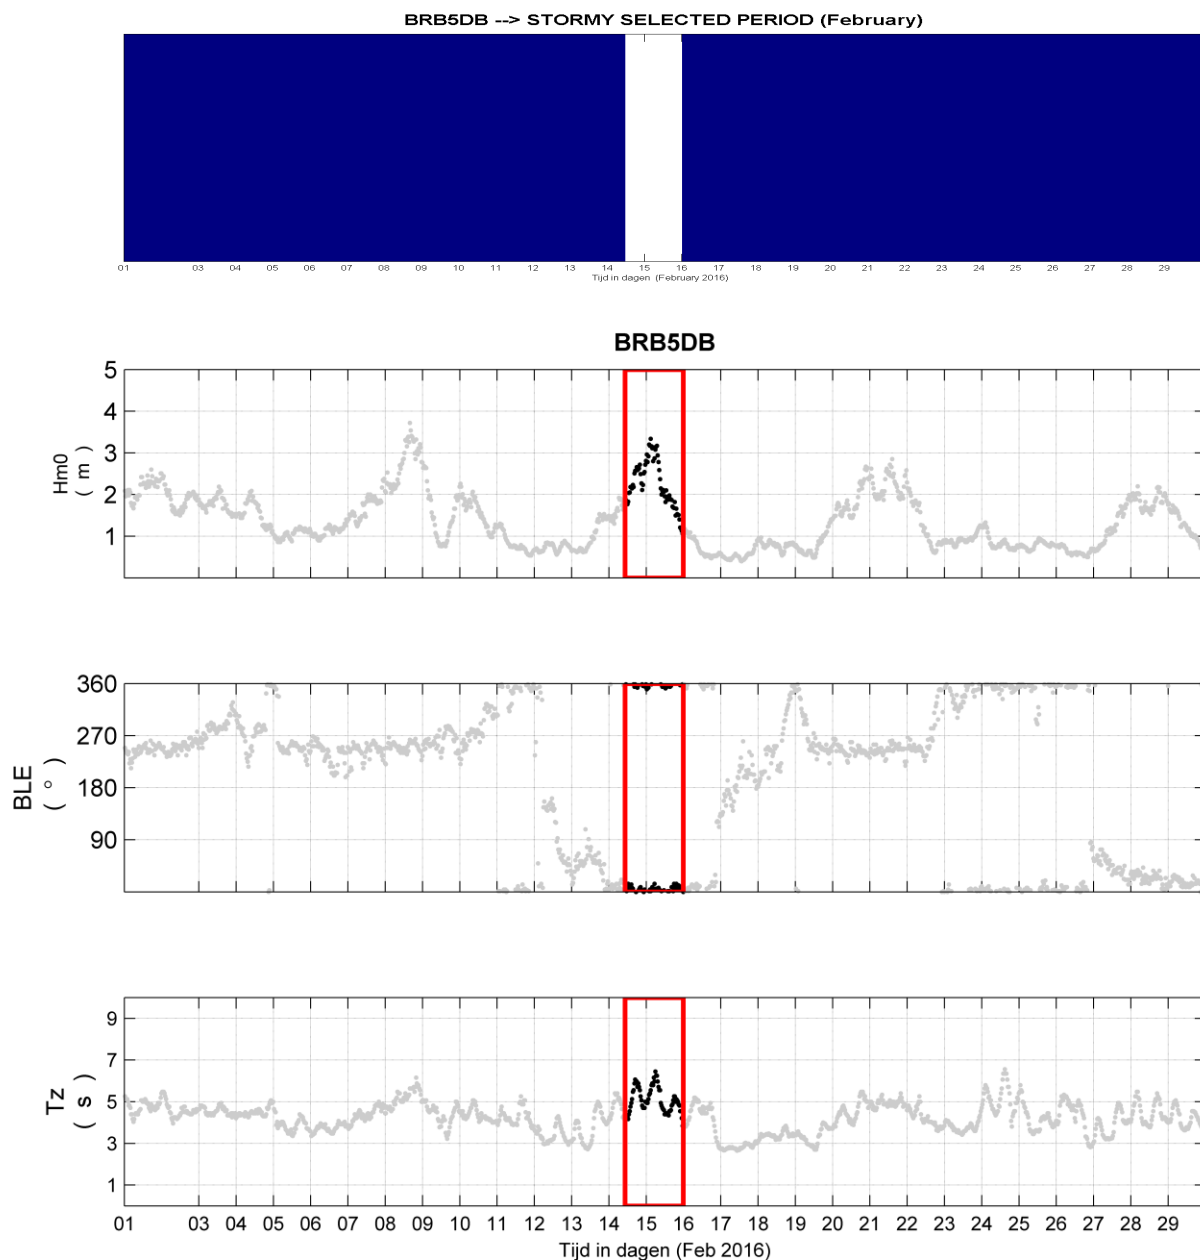 BRB5DB --> STORMY SELECTED PERIOD (February)
01 03 04 05 06 07 08 09 10 11 12 13 14 15 16 17 18 19 20 21 22 23 24 25 26 27 28 29
Tijd in dagen (February 2016)
BRB5DB
Hm0
( m )
5
4
3
2
1
BLE
( ° )
360
270
180
90
Tz
( s )
9
7
5
3
1
01 03 04 05 06 07 08 09 10 11 12 13 14 15 16 17 18 19 20 21 22 23 24 25 26 27 28 29
Tijd in dagen (Feb 2016)